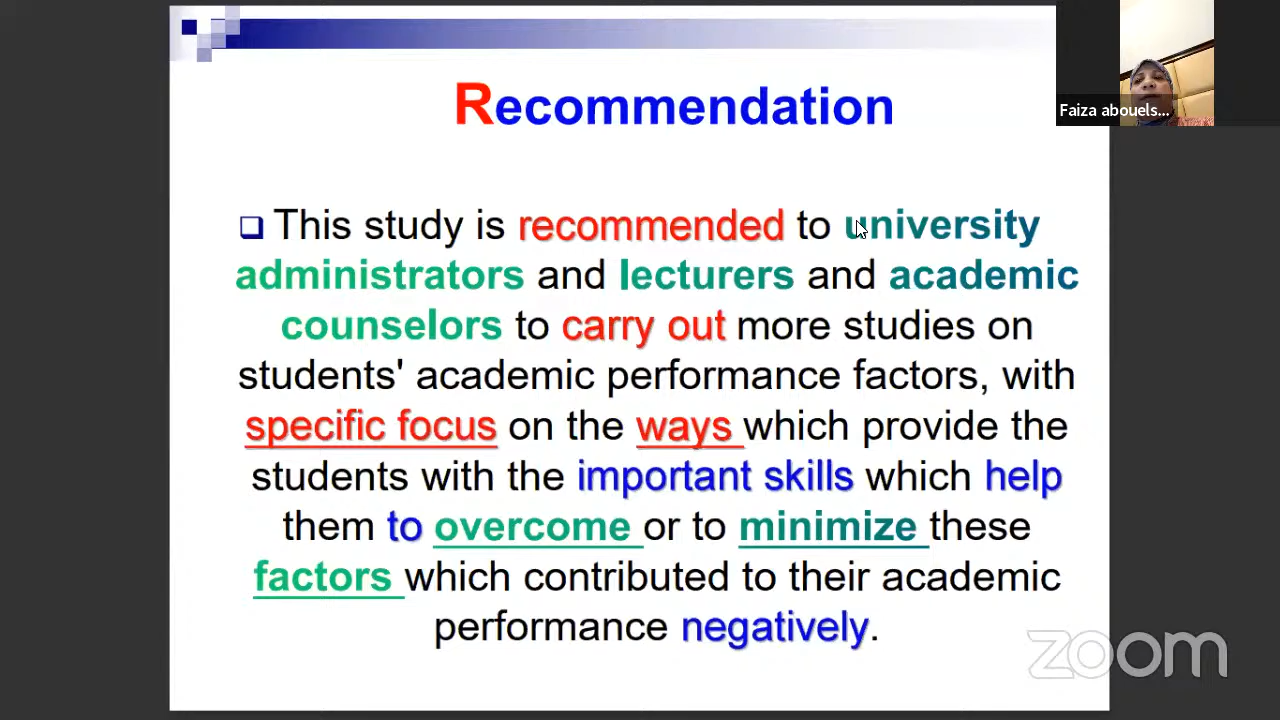 Recommendation
Faiza abouels...
This study is recommended to university
administrators and lecturers and academic
counselors to carry out more studies on
students' academic performance factors, with
specific focus on the ways which provide the
students with the important skills which help
them to overcome or to minimize these
factors which contributed to their academic
performance negatively.
zoom